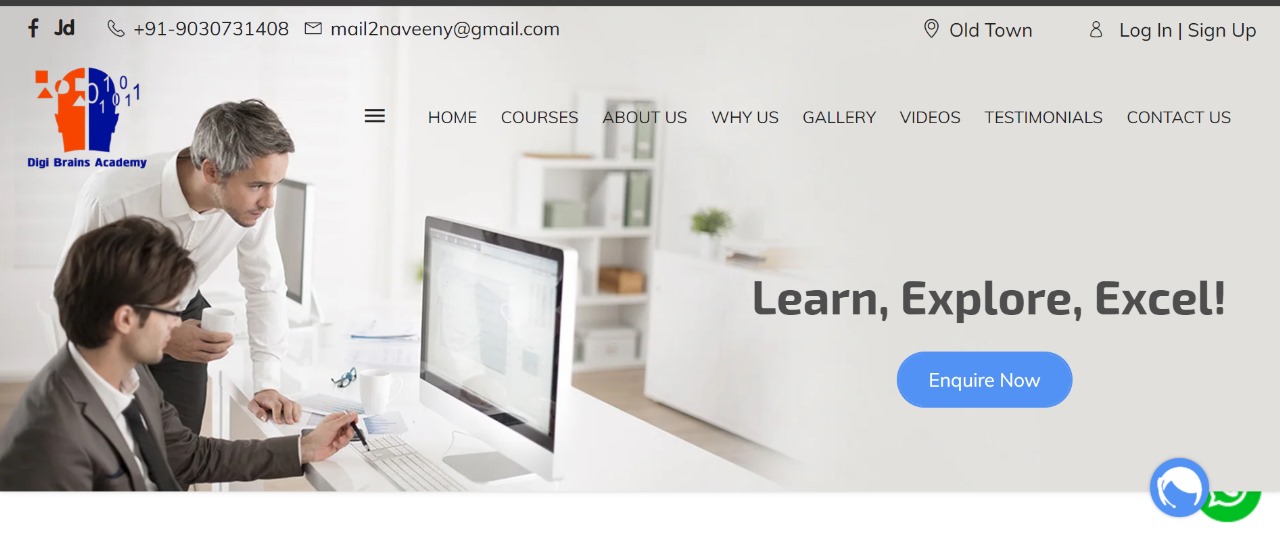 Jd +91-9030731408 mail2naveeny@gmail.com Old Town Log In | Sign Up
0101
1011
Digi Brains Academy
HOME COURSES ABOUT US WHY US GALLERY VIDEOS TESTIMONIALS CONTACT US
Learn, Explore, Excel!
Enquire Now